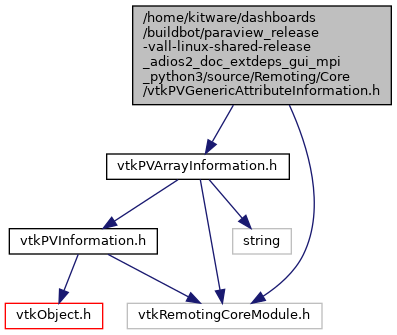 /home/kitware/dashboards
/buildbot/paraview_release
-vall-linux-shared-release
_adios2_doc_extdeps_gui_mpi
_python3/source/Remoting/Core
/vtkPVGenericAttributeInformation.h
vtkPVArrayInformation.h
vtkPVInformation.h
string
vtkObject.h
vtkRemotingCoreModule.h